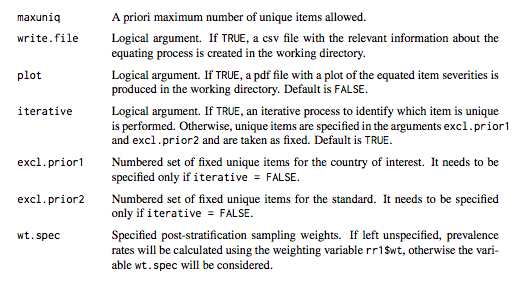 maxuniq A priori maximum number of unique items allowed.
write.file Logical argument. If TRUE, a csv file with the relevant information about the
equating process is created in the working directory.
plot Logical argument. If TRUE, a pdf file with a plot of the equated item severities is
produced in the working directory. Default is FALSE.
iterative Logical argument. If TRUE, an iterative process to identify which item is unique
is performed. Otherwise, unique items are specified in the arguments excl.prior1
and excl.prior2 and are taken as fixed. Default is TRUE.
excl.prior1 Numbered set of fixed unique items for the country of interest. It needs to be
specified only if iterative = FALSE.
excl.prior2 Numbered set of fixed unique items for the standard. It needs to be specified
only if iterative = FALSE.
wt.spec Specified post-stratification sampling weights. If left unspecified, prevalence
rates will be calculated using the weighting variable rr1$wt, otherwise the vari-
able wt.spec will be considered.